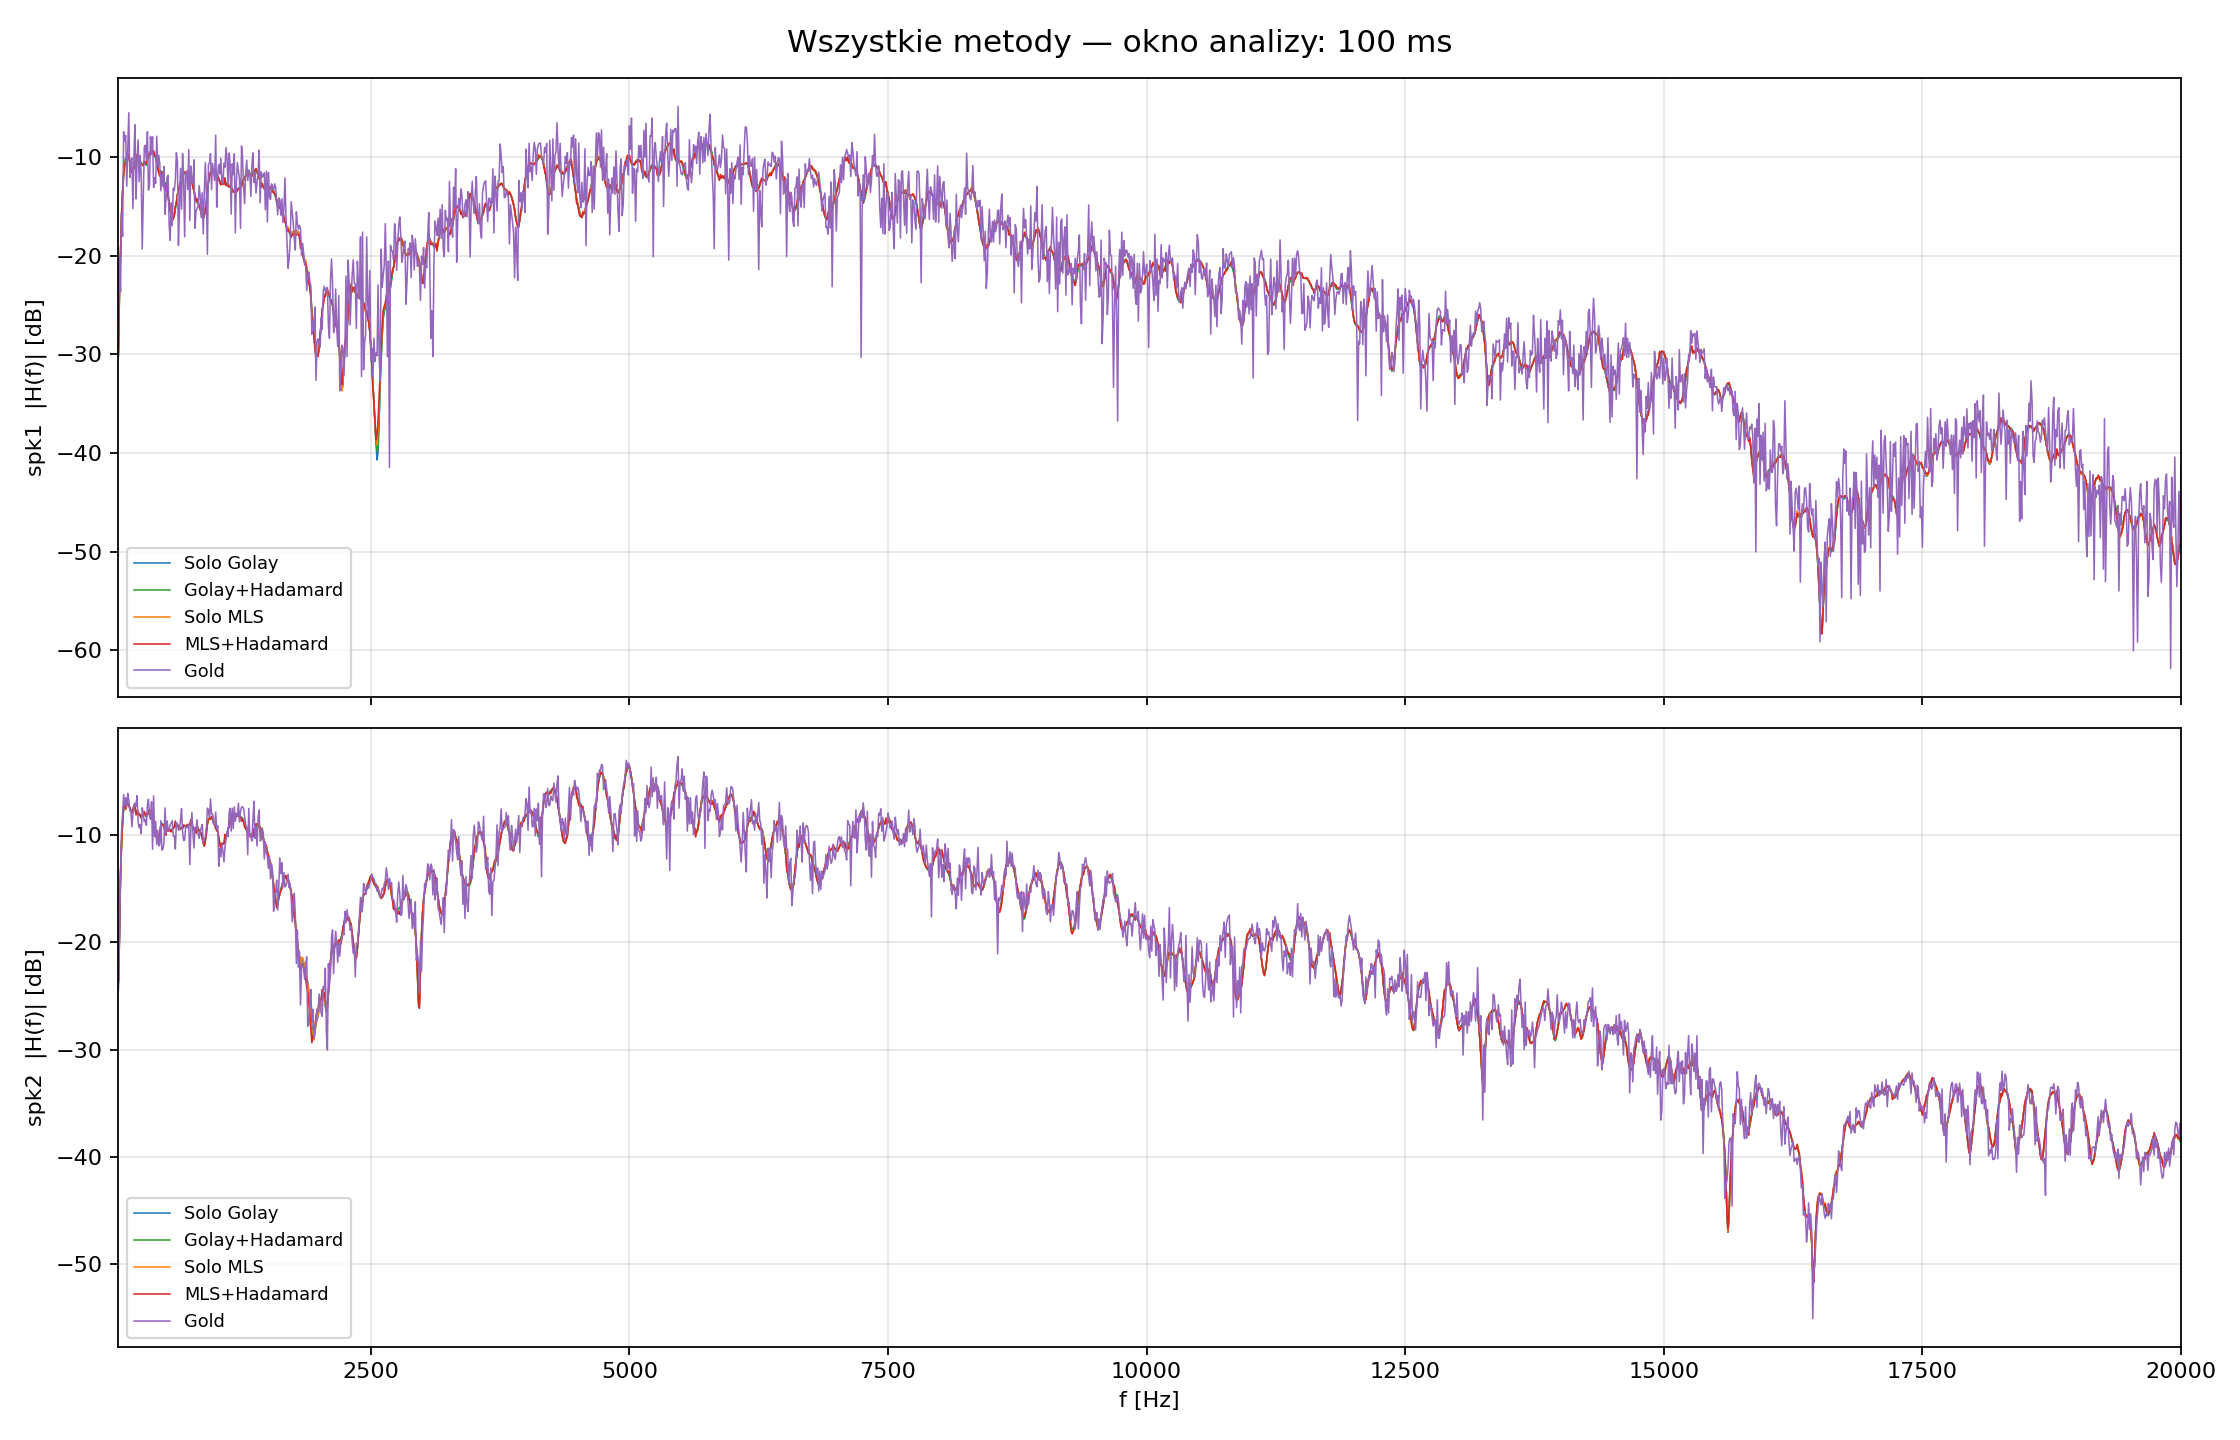 Wszystkie metody — okno analizy: 100 ms
spk1 |H(f)| [dB]
−10
−20
−30
−40
−50
−60
Solo Golay
Golay+Hadamard
Solo MLS
MLS+Hadamard
Gold
spk2 |H(f)| [dB]
−10
−20
−30
−40
−50
Solo Golay
Golay+Hadamard
Solo MLS
MLS+Hadamard
Gold
2500 5000 7500 10000 12500 15000 17500 20000
f [Hz]